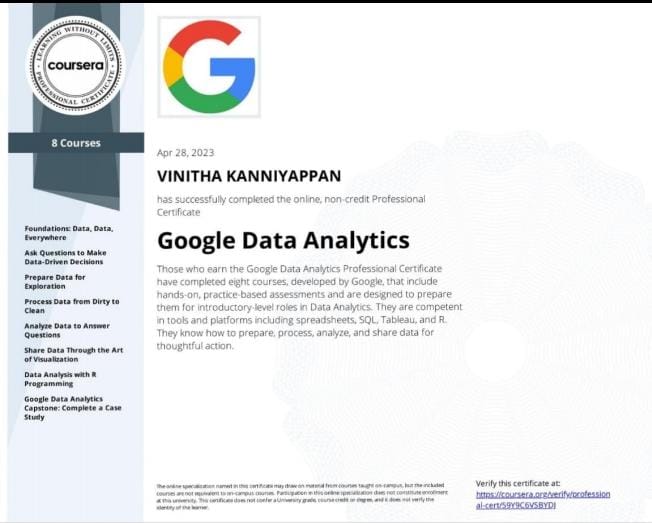 LEARNING WITHOUT LIMITS
coursera
PROFESSIONAL CERTIFICATE
8 Courses
Foundations: Data, Data,
Everywhere
Ask Questions to Make
Data-Driven Decisions
Prepare Data for
Exploration
Process Data from Dirty to
Clean
Analyze Data to Answer
Questions
Share Data Through the Art
of Visualization
Data Analysis with R
Programming
Google Data Analytics
Capstone: Complete a Case
Study
G
Apr 28, 2023
VINITHA KANNIYAPPAN
has successfully completed the online, non-credit Professional
Certificate
Google Data Analytics
Those who earn the Google Data Analytics Professional Certificate
have completed eight courses, developed by Google, that include
hands-on, practice-based assessments and are designed to prepare
them for introductory-level roles in Data Analytics. They are competent
in tools and platforms including spreadsheets, SQL, Tableau, and R.
They know how to prepare, process, analyze, and share data for
thoughtful action.
The online specialization named in this certificate may draw on material from courses taught on-campus, but the included
courses are not equivalent to on-campus courses. Participation in this online specialization does not constitute enrollment
at this university. This certificate does not confer a University grade, course credit or degree, and it does not verify the
identity of the learner.
Verify this certificate at:
https://coursera.org/verify/profession
al-cert/S9Y9C6V5BYDJ